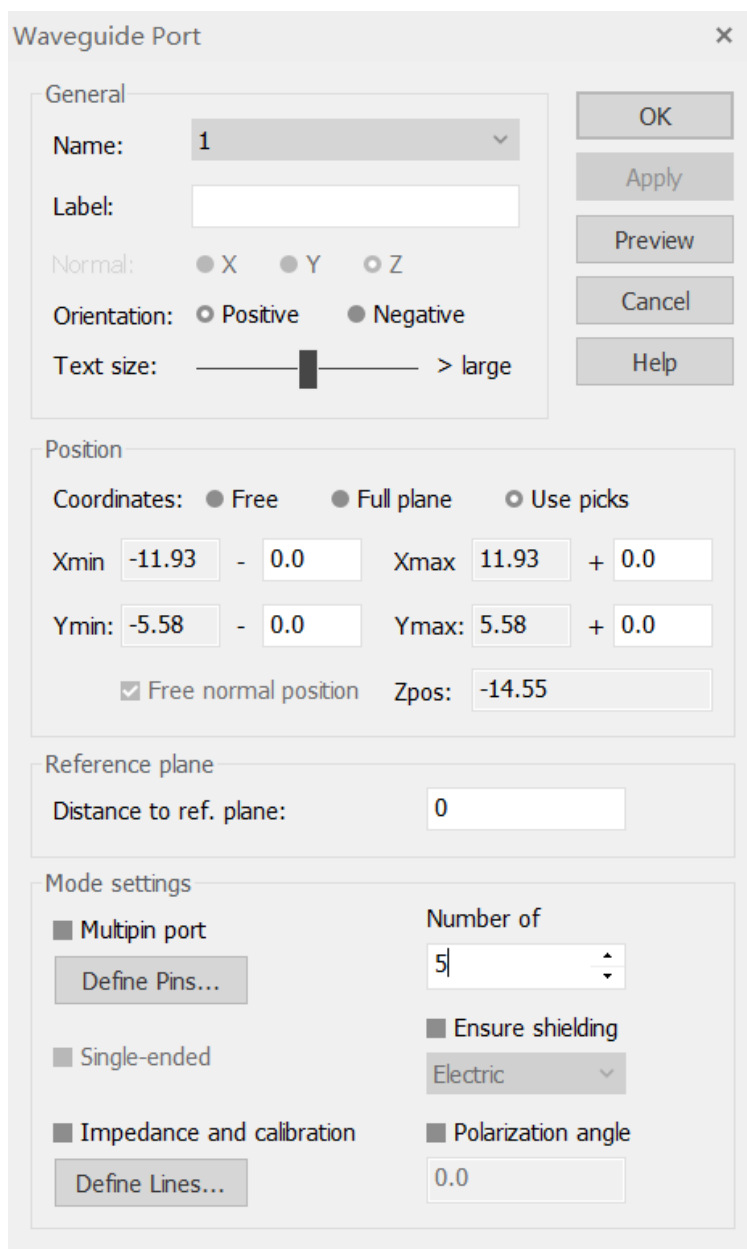 Waveguide Port ×
General
Name: 1
Label:
Normal: X Y Z
Orientation: Positive Negative
Text size: > large
OK
Apply
Preview
Cancel
Help
Position
Coordinates: Free Full plane Use picks
Xmin -11.93 - 0.0 Xmax 11.93 + 0.0
Ymin: -5.58 - 0.0 Ymax: 5.58 + 0.0
Free normal position Zpos: -14.55
Reference plane
Distance to ref. plane: 0
Mode settings
Multipin port
Define Pins...
Single-ended
Impedance and calibration
Define Lines...
Number of
5
Ensure shielding
Electric
Polarization angle
0.0